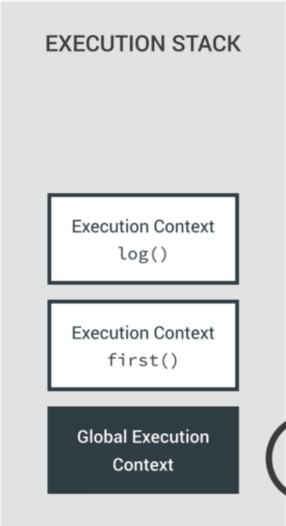 EXECUTION STACK
Execution Context
log()
Execution Context
first()
Global Execution
Context